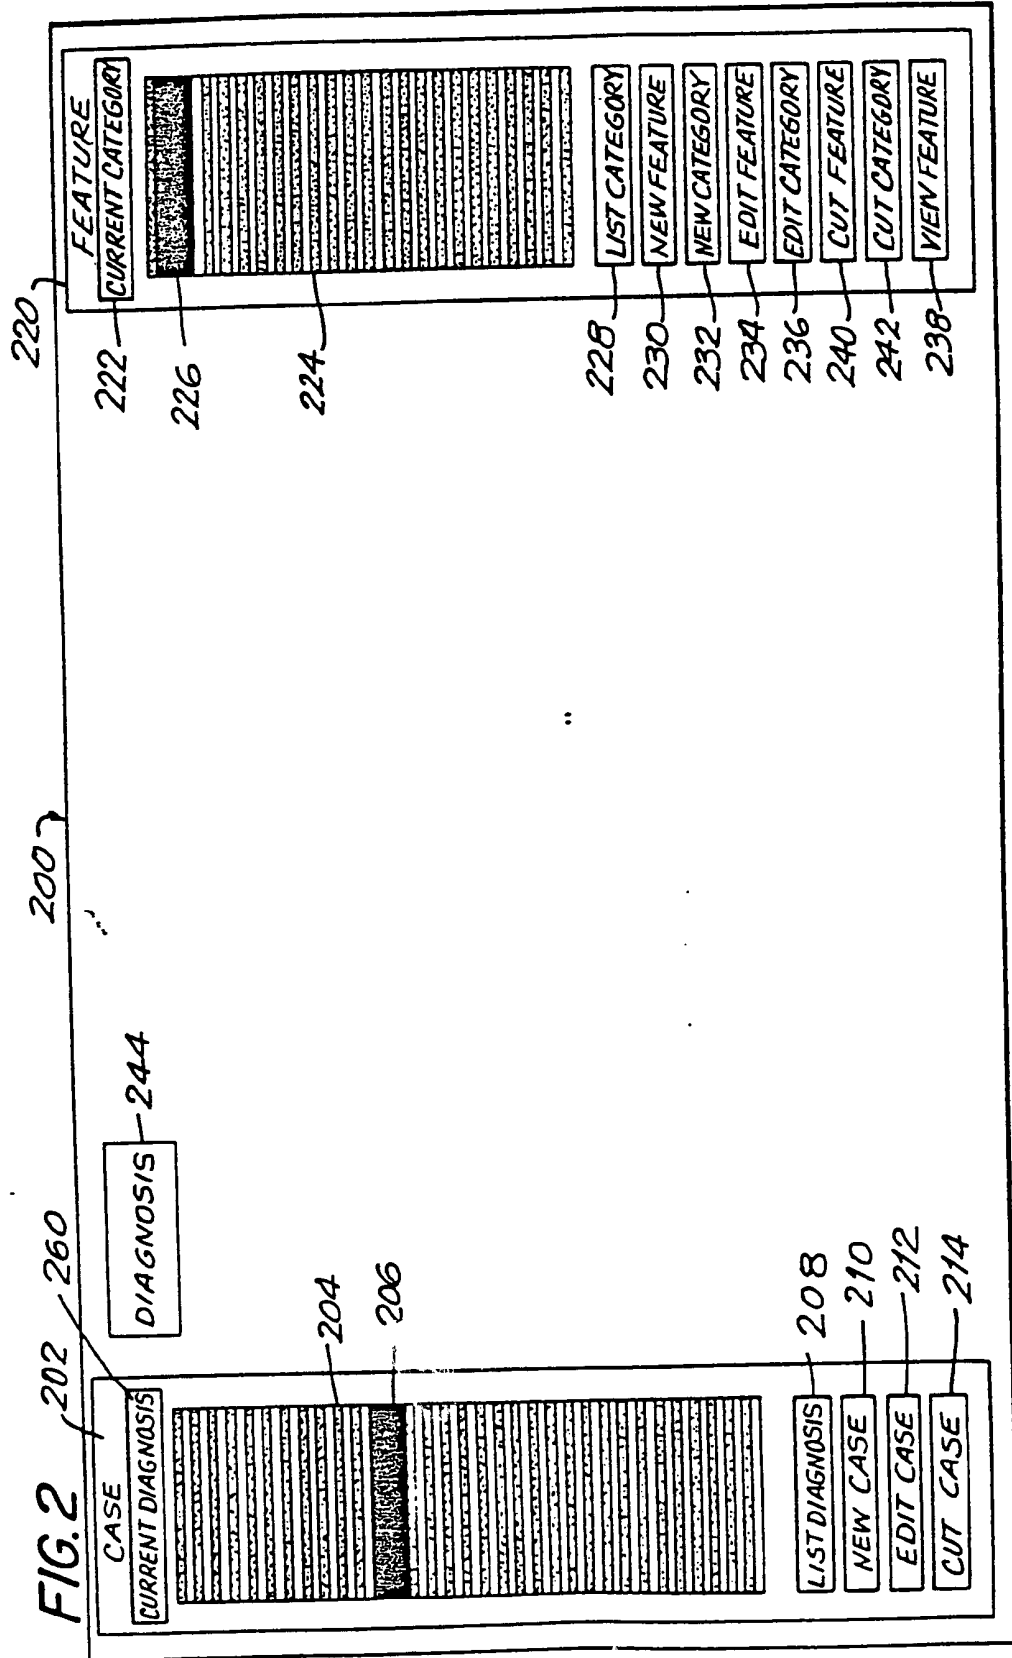 FIG. 2
200
220
202
260
CASE
CURRENT DIAGNOSIS
204
206
LIST DIAGNOSIS
208
NEW CASE
210
EDIT CASE
212
CUT CASE
214
DIAGNOSIS
244
FEATURE
CURRENT CATEGORY
222
226
224
LIST CATEGORY
228
NEW FEATURE
230
NEW CATEGORY
232
EDIT FEATURE
234
EDIT CATEGORY
236
CUT FEATURE
240
CUT CATEGORY
242
VIEW FEATURE
238